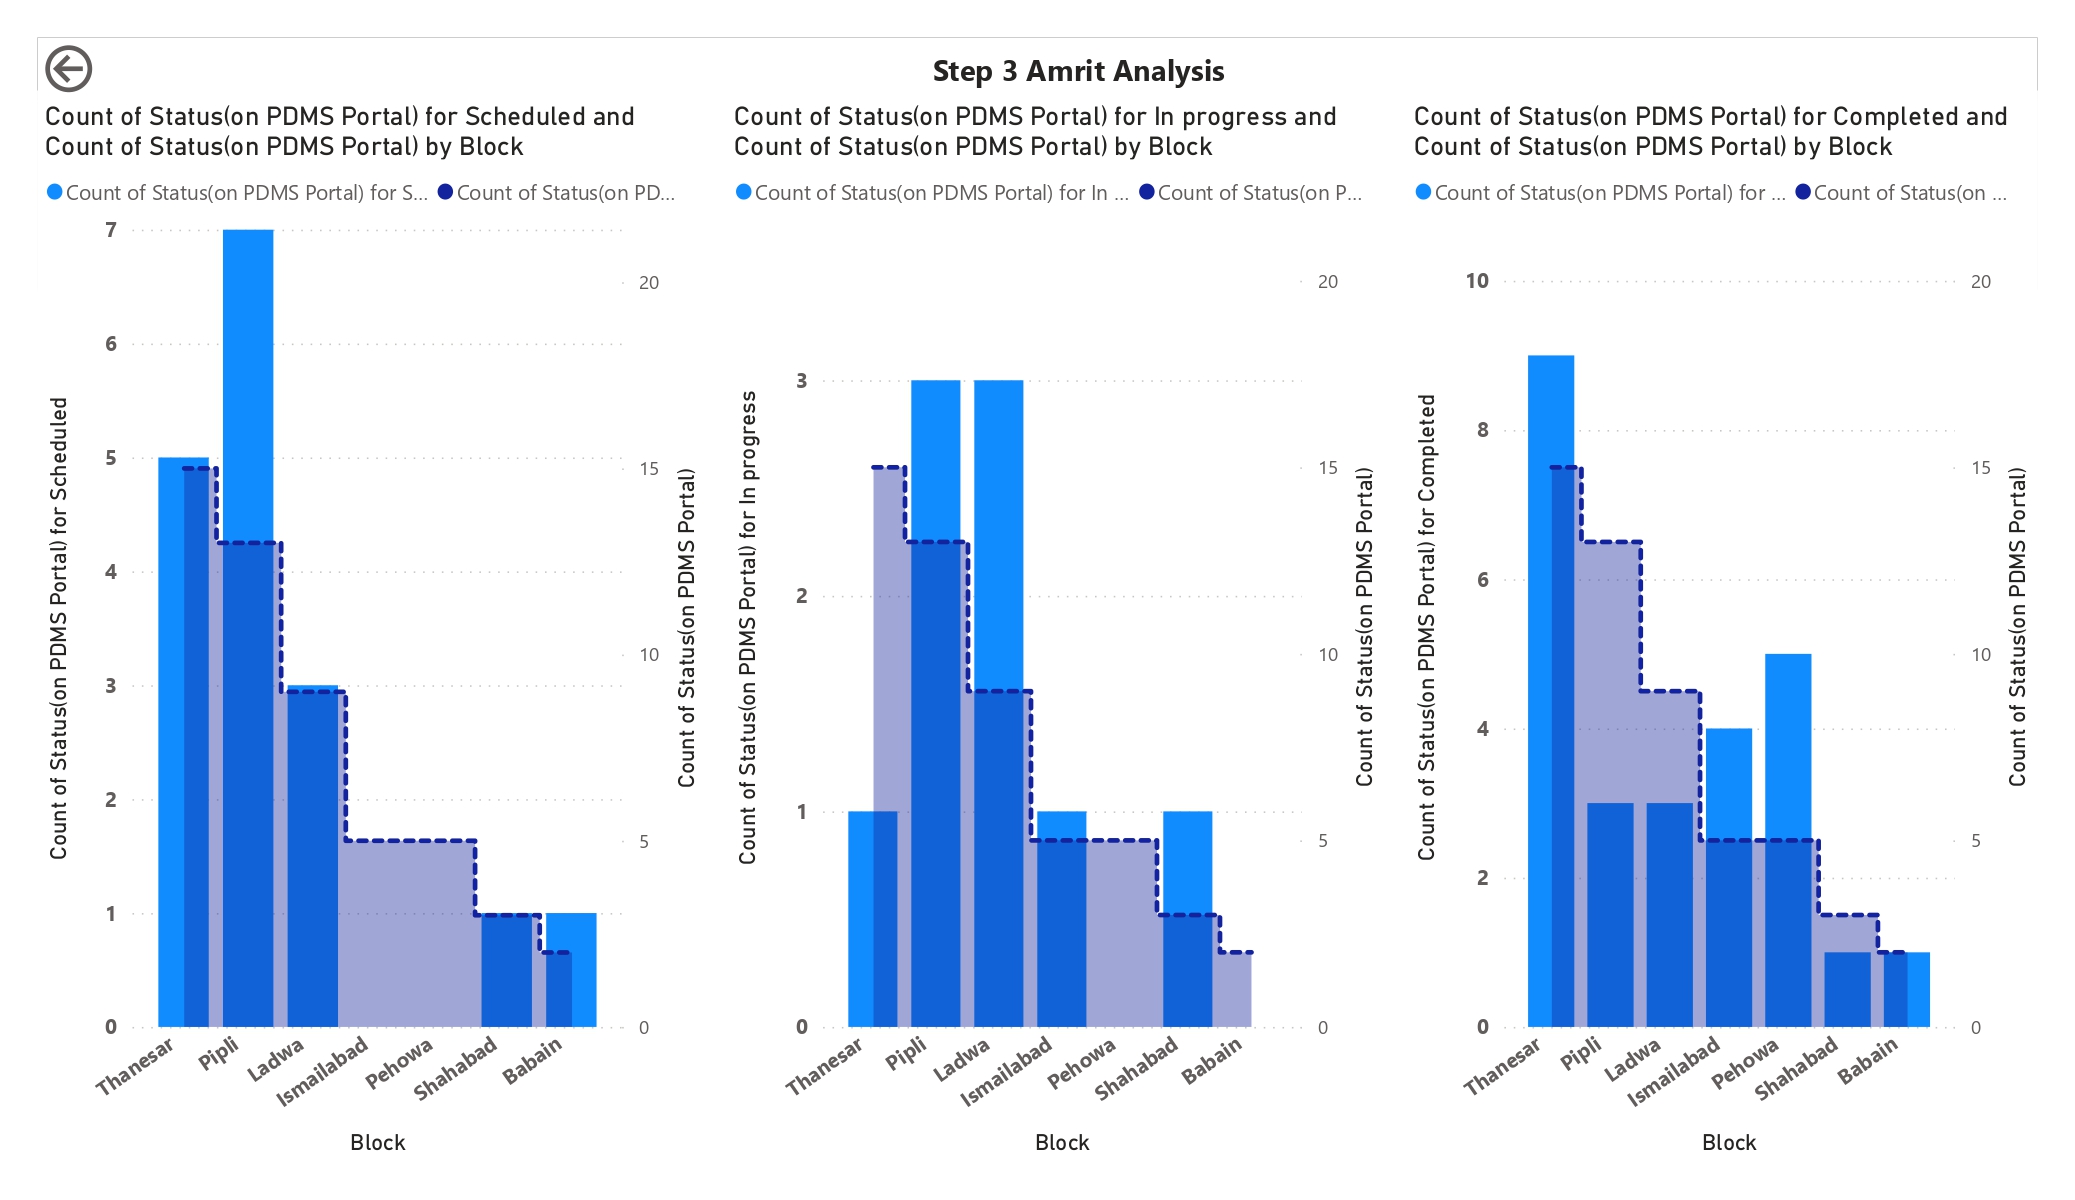 Step 3 Amrit Analysis
Count of Status(on PDMS Portal) for Scheduled and
Count of Status(on PDMS Portal) by Block
Count of Status(on PDMS Portal) for S... Count of Status(on PD...
7
6
5
4
3
2
1
0
20
15
10
5
0
Count of Status(on PDMS Portal) for Scheduled
Count of Status(on PDMS Portal)
Thanesar
Pipli
Ladwa
Ismailabad
Pehowa
Shahabad
Babain
Block
Count of Status(on PDMS Portal) for In progress and
Count of Status(on PDMS Portal) by Block
Count of Status(on PDMS Portal) for In ... Count of Status(on P...
3
2
1
0
20
15
10
5
0
Count of Status(on PDMS Portal) for In progress
Count of Status(on PDMS Portal)
Thanesar
Pipli
Ladwa
Ismailabad
Pehowa
Shahabad
Babain
Block
Count of Status(on PDMS Portal) for Completed and
Count of Status(on PDMS Portal) by Block
Count of Status(on PDMS Portal) for ... Count of Status(on ...
10
8
6
4
2
0
20
15
10
5
0
Count of Status(on PDMS Portal) for Completed
Count of Status(on PDMS Portal)
Thanesar
Pipli
Ladwa
Ismailabad
Pehowa
Shahabad
Babain
Block